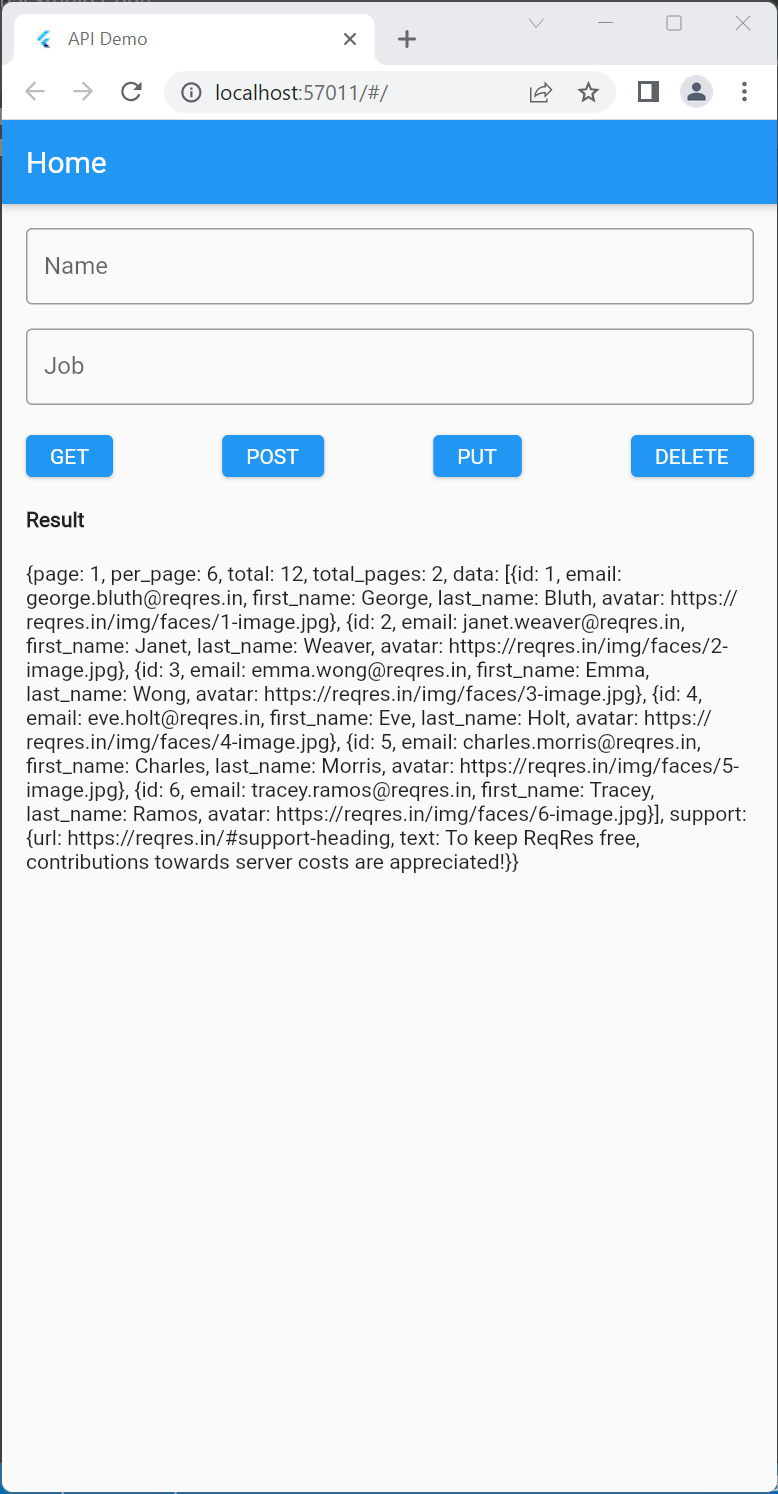 API Demo
localhost:57011/#/
Home
Name
Job
GET POST PUT DELETE
Result
{page: 1, per_page: 6, total: 12, total_pages: 2, data: [{id: 1, email:
george.bluth@reqres.in, first_name: George, last_name: Bluth, avatar: https://
reqres.in/img/faces/1-image.jpg}, {id: 2, email: janet.weaver@reqres.in,
first_name: Janet, last_name: Weaver, avatar: https://reqres.in/img/faces/2-
image.jpg}, {id: 3, email: emma.wong@reqres.in, first_name: Emma,
last_name: Wong, avatar: https://reqres.in/img/faces/3-image.jpg}, {id: 4,
email: eve.holt@reqres.in, first_name: Eve, last_name: Holt, avatar: https://
reqres.in/img/faces/4-image.jpg}, {id: 5, email: charles.morris@reqres.in,
first_name: Charles, last_name: Morris, avatar: https://reqres.in/img/faces/5-
image.jpg}, {id: 6, email: tracey.ramos@reqres.in, first_name: Tracey,
last_name: Ramos, avatar: https://reqres.in/img/faces/6-image.jpg}], support:
{url: https://reqres.in/#support-heading, text: To keep ReqRes free,
contributions towards server costs are appreciated!}}